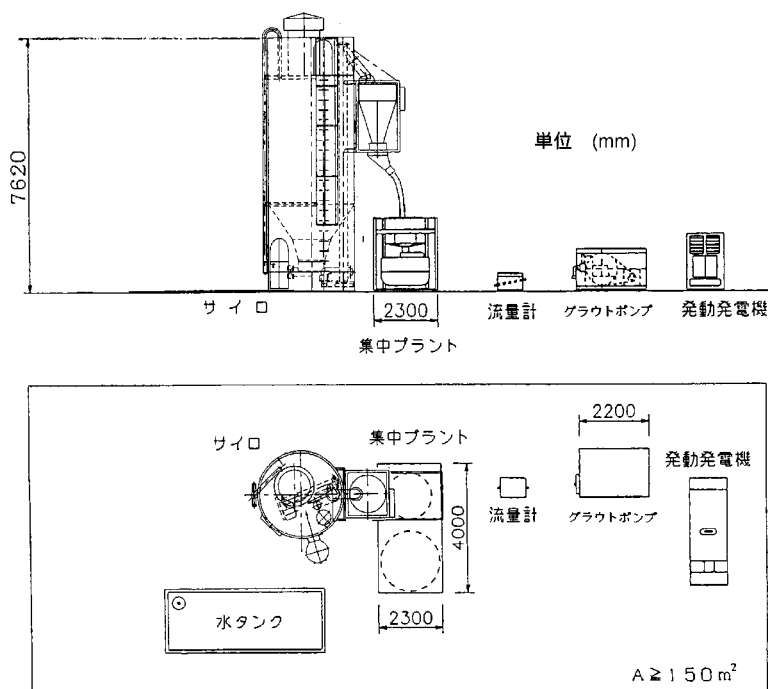 単位 (mm)
7620
サイロ
2300
集中プラント
流量計
グラウトポンプ
発動発電機
サイロ
集中プラント
2200
発動発電機
流量計
グラウトポンプ
4000
2300
水タンク
A≧150m²